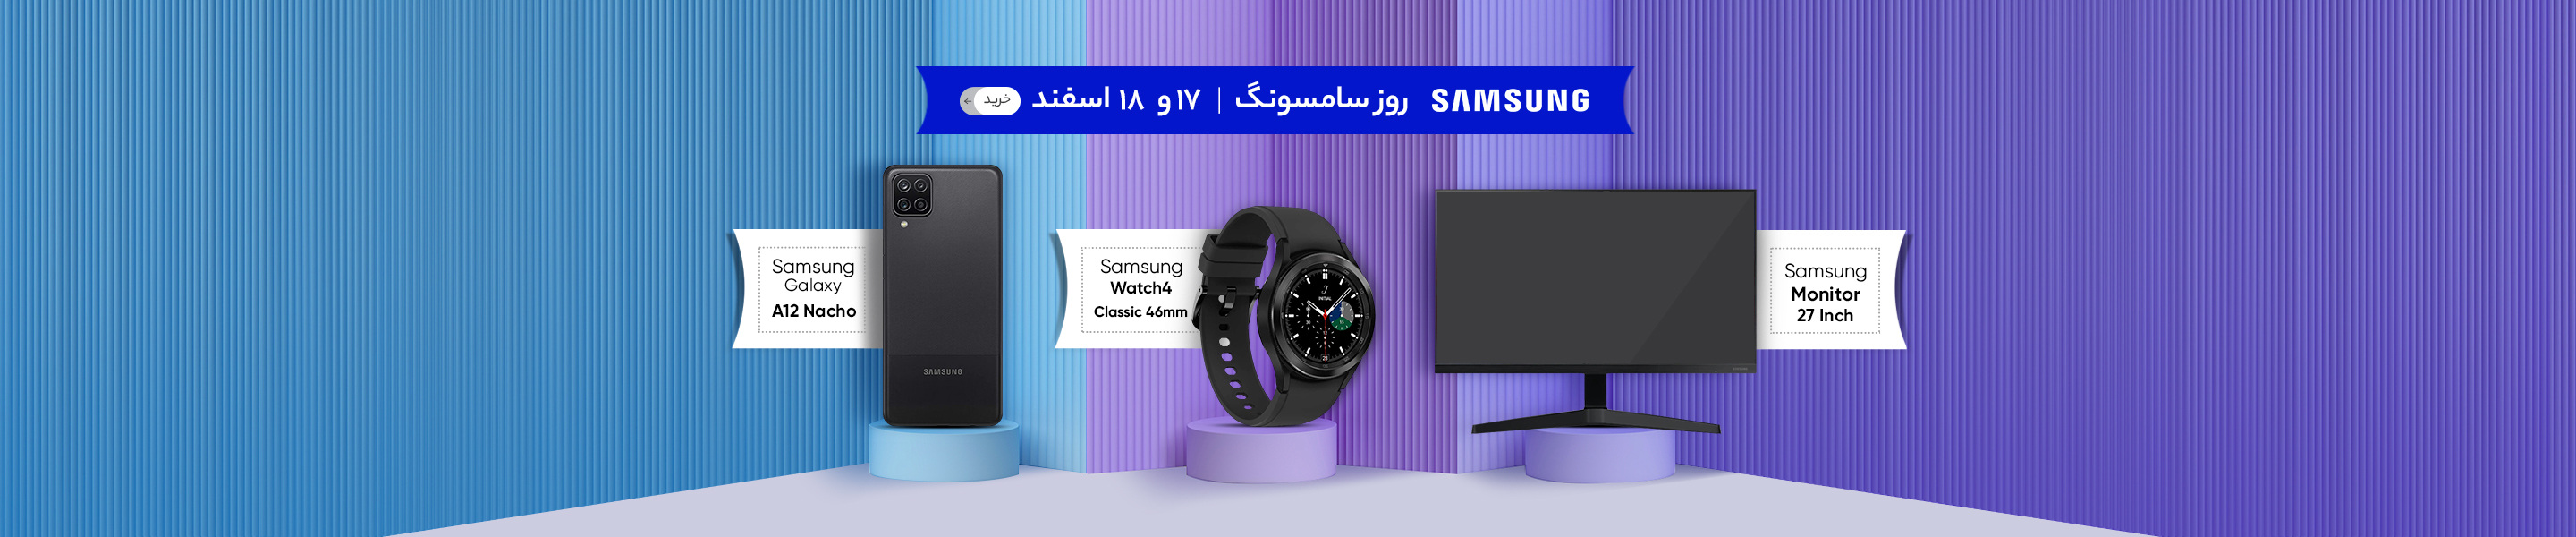 SAMSUNG روز سامسونگ | ۱۷ و ۱۸ اسفند خرید
Samsung
Galaxy
A12 Nacho
SAMSUNG
Samsung
Watch4
Classic 46mm
Samsung
Monitor
27 Inch